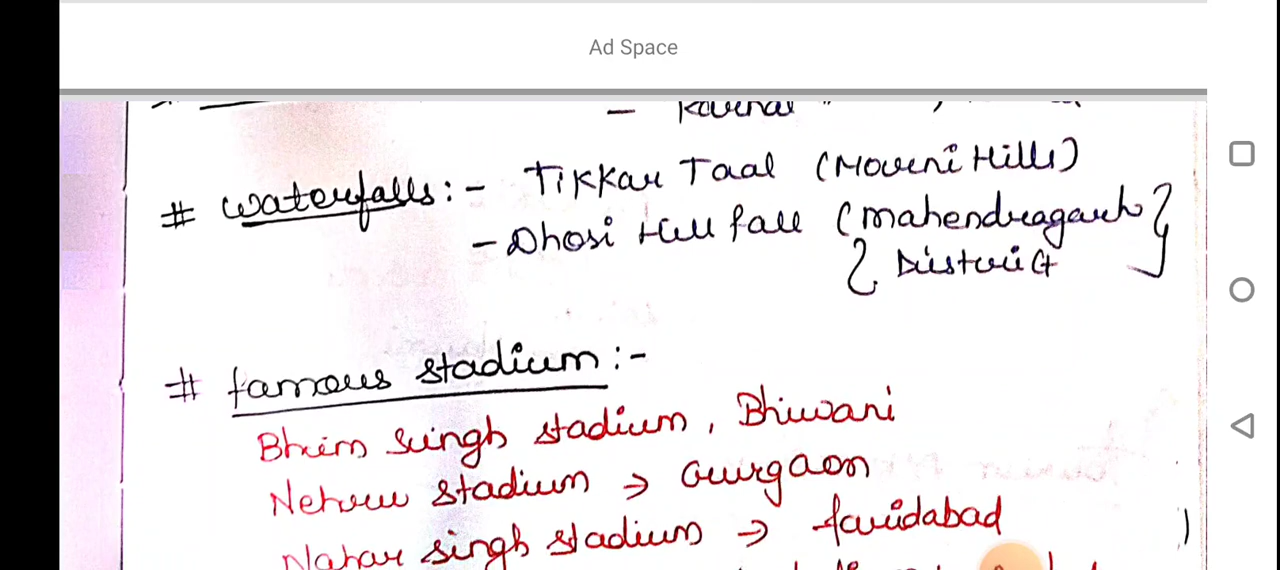 Ad Space
- Karnal "
# Waterfalls :- Tikkar Taal (Morni Hills)
- Dhosi Hill fall (Mahendragarh
District
# famous stadium :-
Bhim singh stadium, Bhiwani
Nehru stadium → Gurgaon
Nahar singh stadium → faridabad